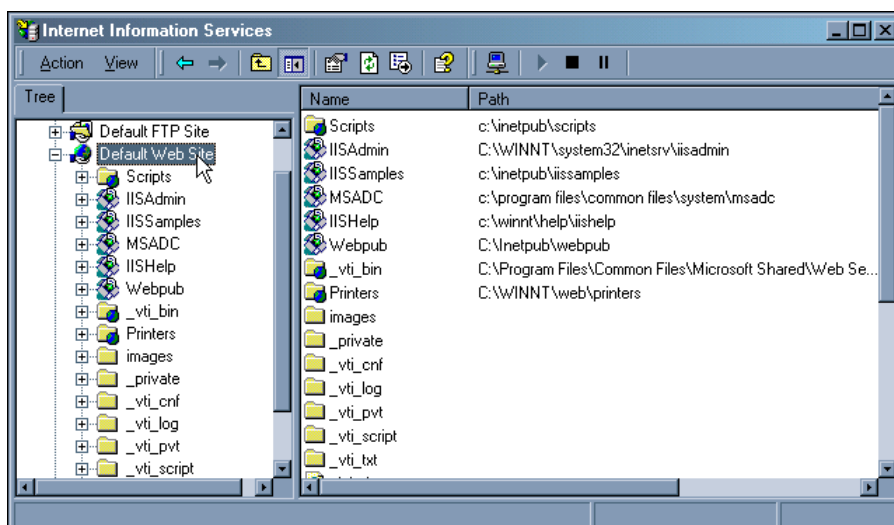 Internet Information Services
Action View
Tree
Name Path
Default FTP Site
Default Web Site
Scripts
IISAdmin
IISSamples
MSADC
IISHelp
Webpub
_vti_bin
Printers
images
_private
_vti_cnf
_vti_log
_vti_pvt
_vti_script
Scripts c:\inetpub\scripts
IISAdmin C:\WINNT\system32\inetsrv\iisadmin
IISSamples c:\inetpub\iissamples
MSADC c:\program files\common files\system\msadc
IISHelp c:\winnt\help\iishelp
Webpub C:\Inetpub\webpub
_vti_bin C:\Program Files\Common Files\Microsoft Shared\Web Se...
Printers C:\WINNT\web\printers
images
_private
_vti_cnf
_vti_log
_vti_pvt
_vti_script
_vti_txt